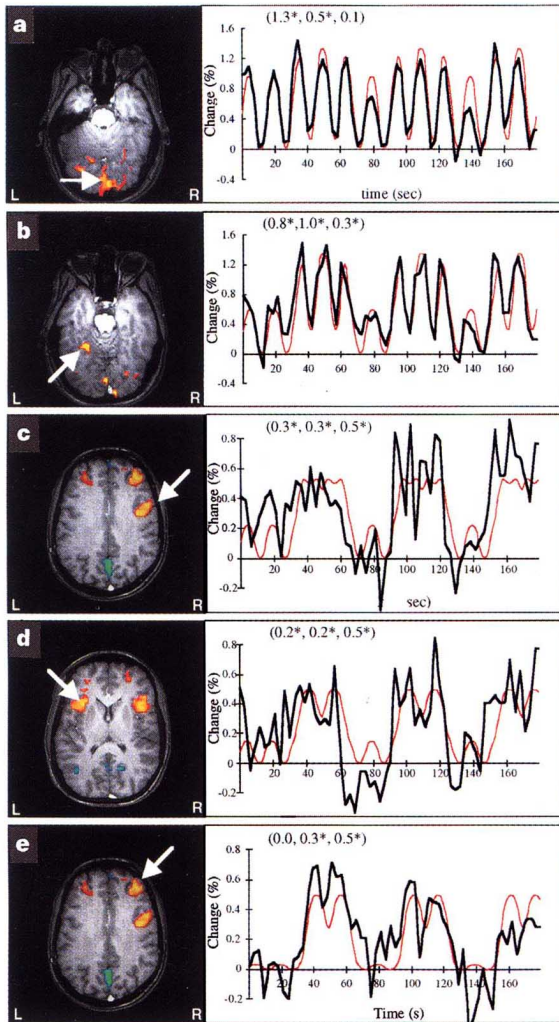 a
(1.3*, 0.5*, 0.1)
Change (%)
1.6
1.2
0.8
0.4
0
-0.4
20 40 60 80 100 120 140 160
time (sec)
L R
b
(0.8*,1.0*, 0.3*)
Change (%)
1.6
1.2
0.8
0.4
0
-0.4
20 40 60 80 100 120 140 160
L R
c
(0.3*, 0.3*, 0.5*)
Change (%)
0.8
0.6
0.4
0.2
0
-0.2
20 40 60 80 100 120 140 160
sec)
L R
d
(0.2*, 0.2*, 0.5*)
Change (%)
0.8
0.6
0.4
0.2
0
-0.2
20 40 60 80 100 120 140 160
L R
e
(0.0, 0.3*, 0.5*)
Change (%)
0.8
0.6
0.4
0.2
0
-0.2
20 40 60 80 100 120 140 160
Time (s)
L R